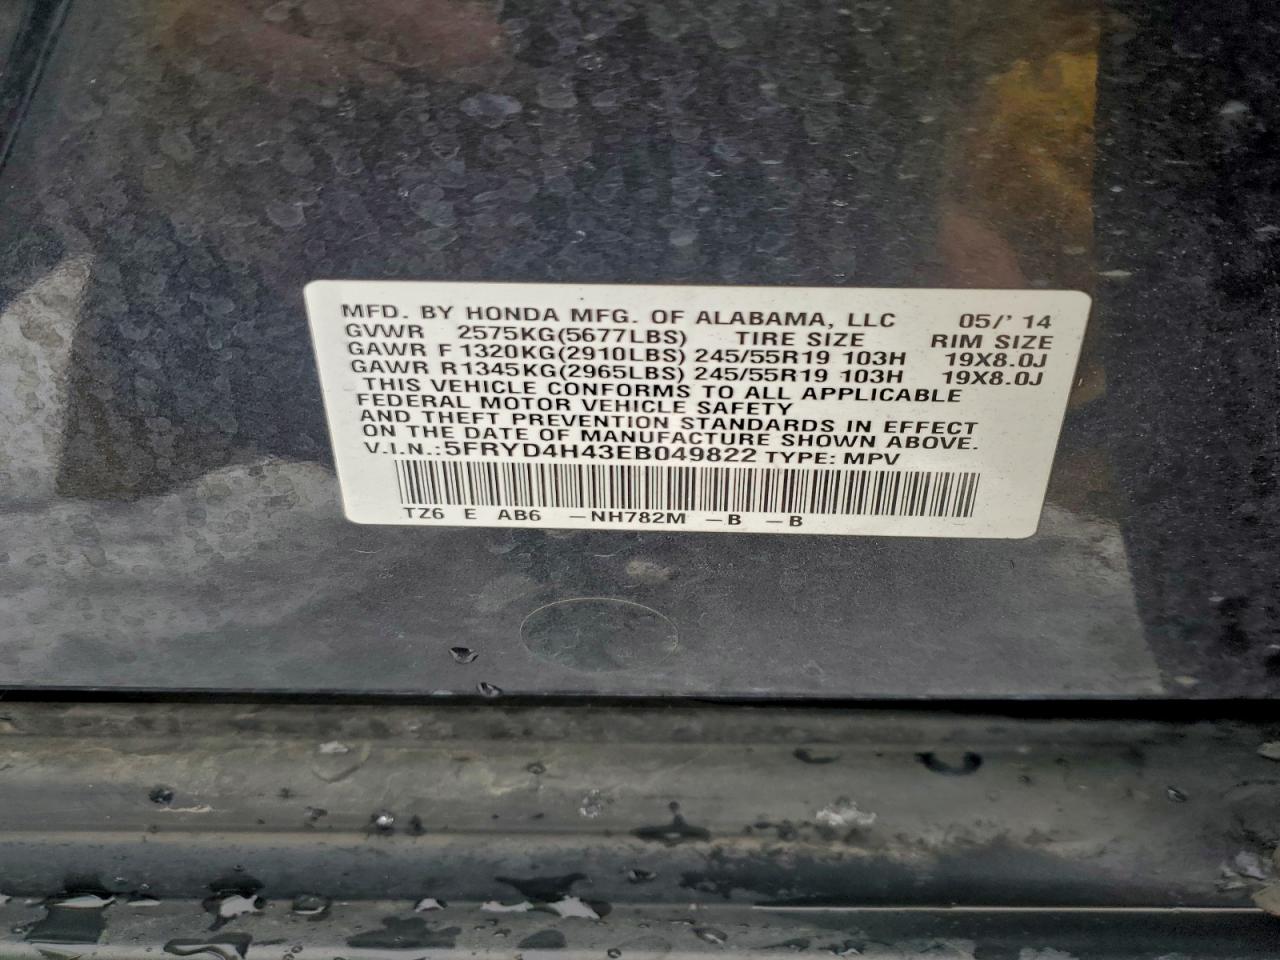 MFD. BY HONDA MFG. OF ALABAMA, LLC 05/'14
GVWR 2575KG(5677LBS) TIRE SIZE RIM SIZE
GAWR F 1320KG(2910LBS) 245/55R19 103H 19X8.0J
GAWR R1345KG(2965LBS) 245/55R19 103H 19X8.0J
THIS VEHICLE CONFORMS TO ALL APPLICABLE
FEDERAL MOTOR VEHICLE SAFETY
AND THEFT PREVENTION STANDARDS IN EFFECT
ON THE DATE OF MANUFACTURE SHOWN ABOVE.
V.I.N.:5FRYD4H43EB049822 TYPE: MPV
TZ6 E AB6 -NH782M -B -B